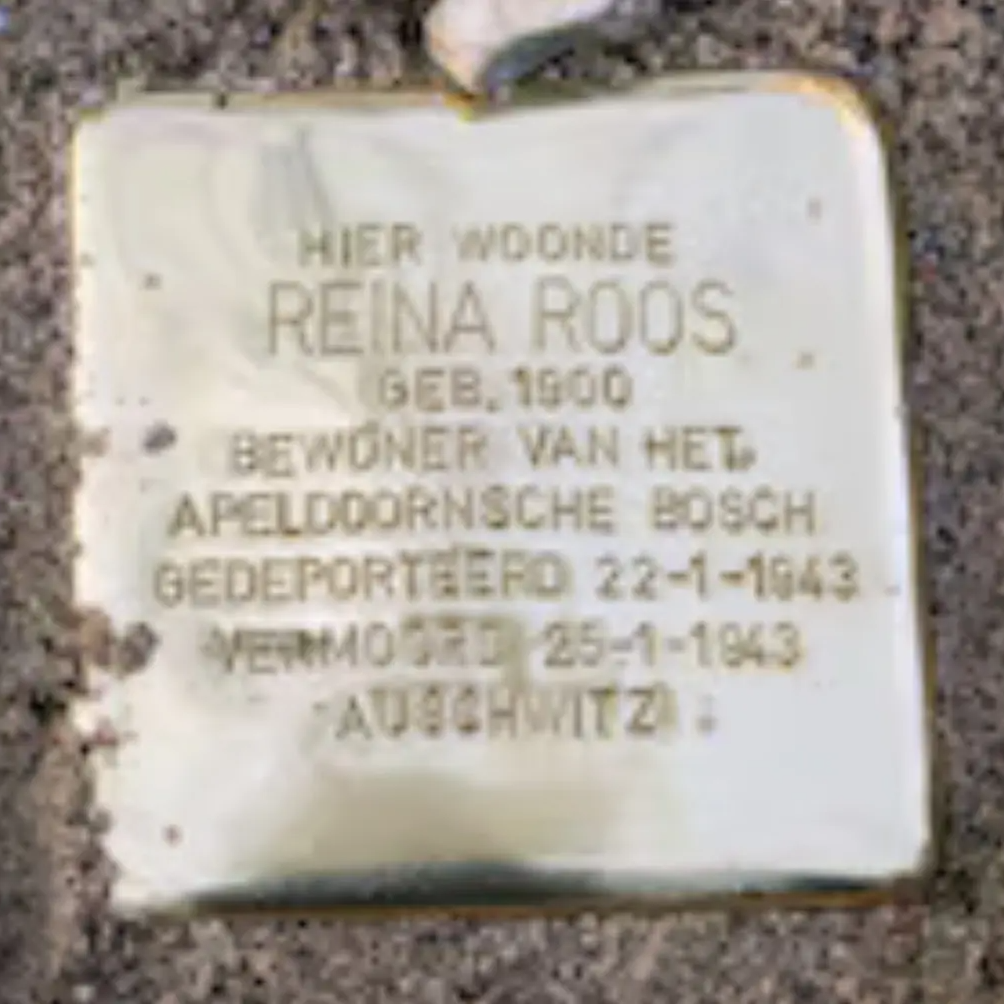 HIER WOONDE
REINA ROOS
GEB. 1900
BEWONER VAN HET
APELDOORNSCHE BOSCH
GEDEPORTEERD 22-1-1943
VERMOORD 25-1-1943
AUSCHWITZ